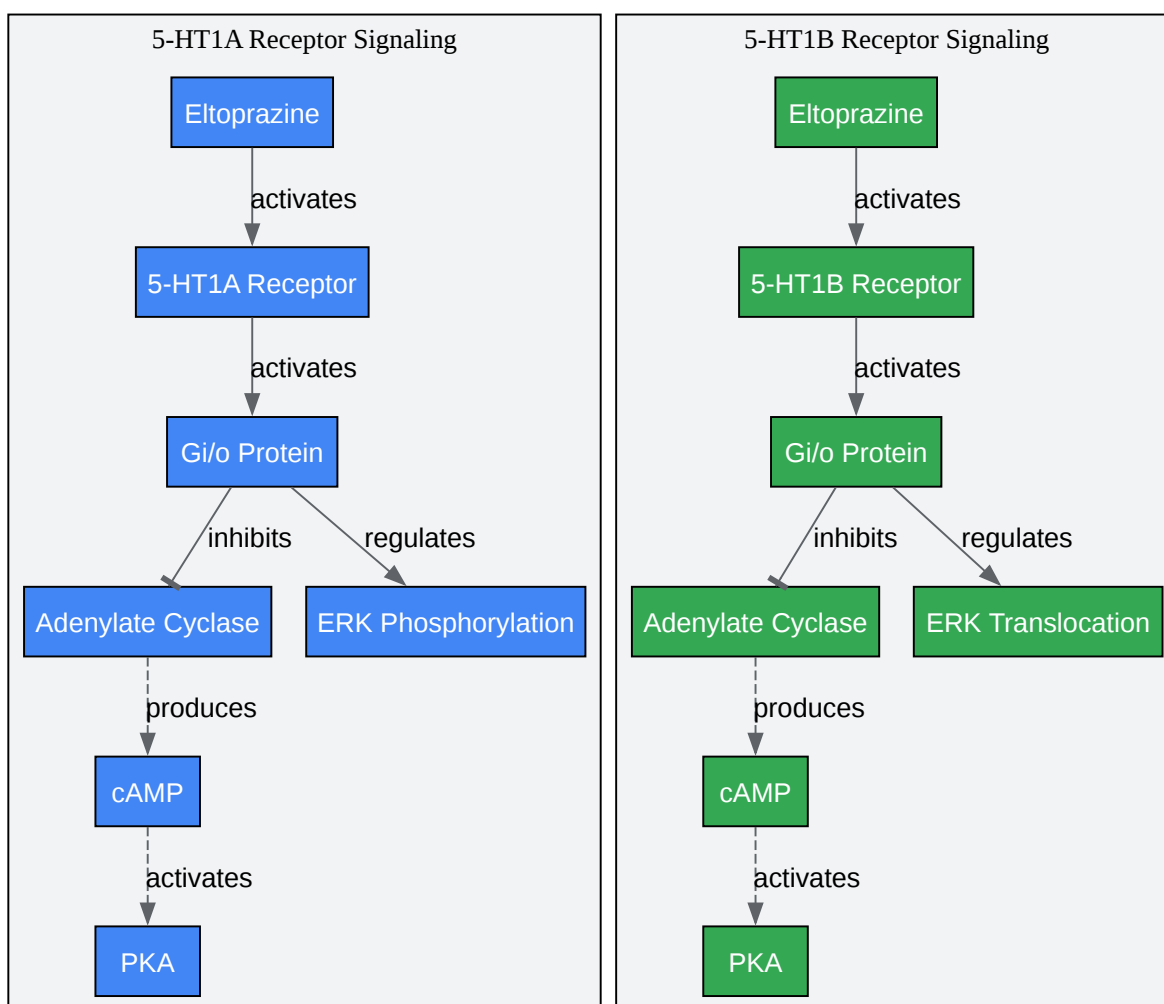 5-HT1A Receptor Signaling
Eltoprazine
activates
5-HT1A Receptor
activates
Gi/o Protein
inhibits
regulates
Adenylate Cyclase
ERK Phosphorylation
produces
cAMP
activates
PKA
5-HT1B Receptor Signaling
Eltoprazine
activates
5-HT1B Receptor
activates
Gi/o Protein
inhibits
regulates
Adenylate Cyclase
ERK Translocation
produces
cAMP
activates
PKA